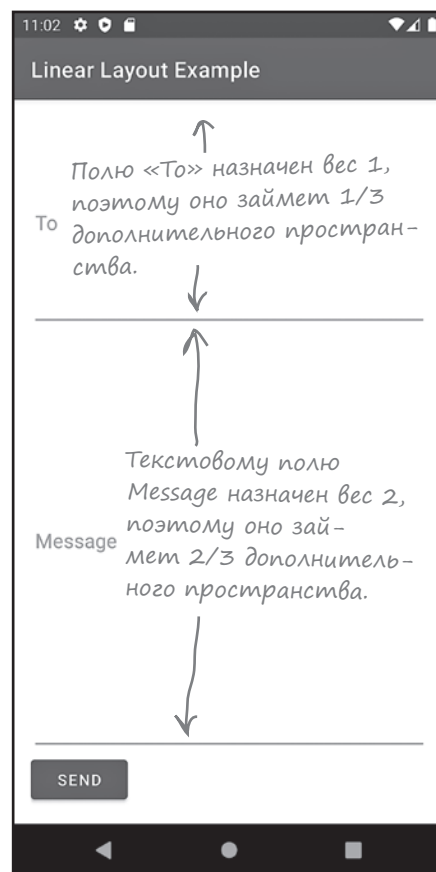 11:02
Linear Layout Example
Полю «To» назначен вес 1,
поэтому оно займет 1/3
дополнительного простран-
ства.
To
Текстовому полю
Message назначен вес 2,
поэтому оно зай-
мет 2/3 дополнитель-
ного пространства.
Message
SEND